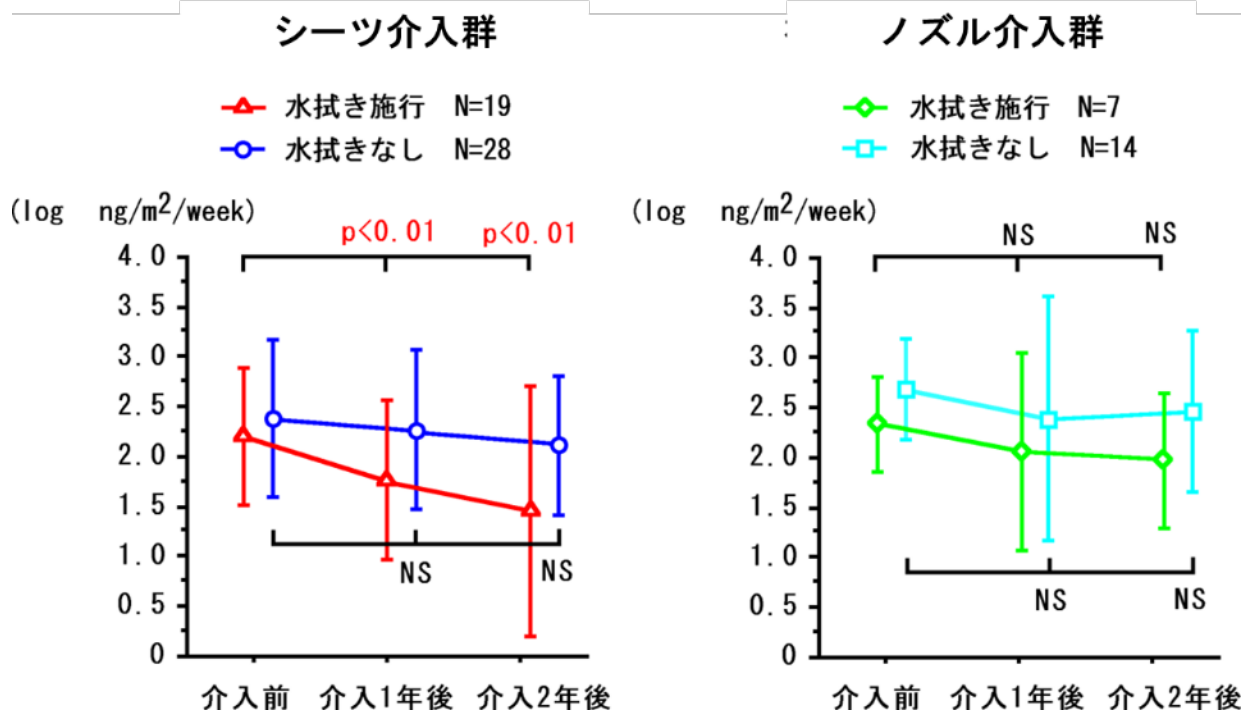 シーツ介入群
水拭き施行 N=19
水拭きなし N=28
(log ng/m2/week)
p<0.01 p<0.01
4.0
3.5
3.0
2.5
2.0
1.5
1.0
0.5
0
NS NS
介入前 介入1年後 介入2年後
ノズル介入群
水拭き施行 N=7
水拭きなし N=14
(log ng/m2/week)
NS NS
4.0
3.5
3.0
2.5
2.0
1.5
1.0
0.5
0
NS NS
介入前 介入1年後 介入2年後